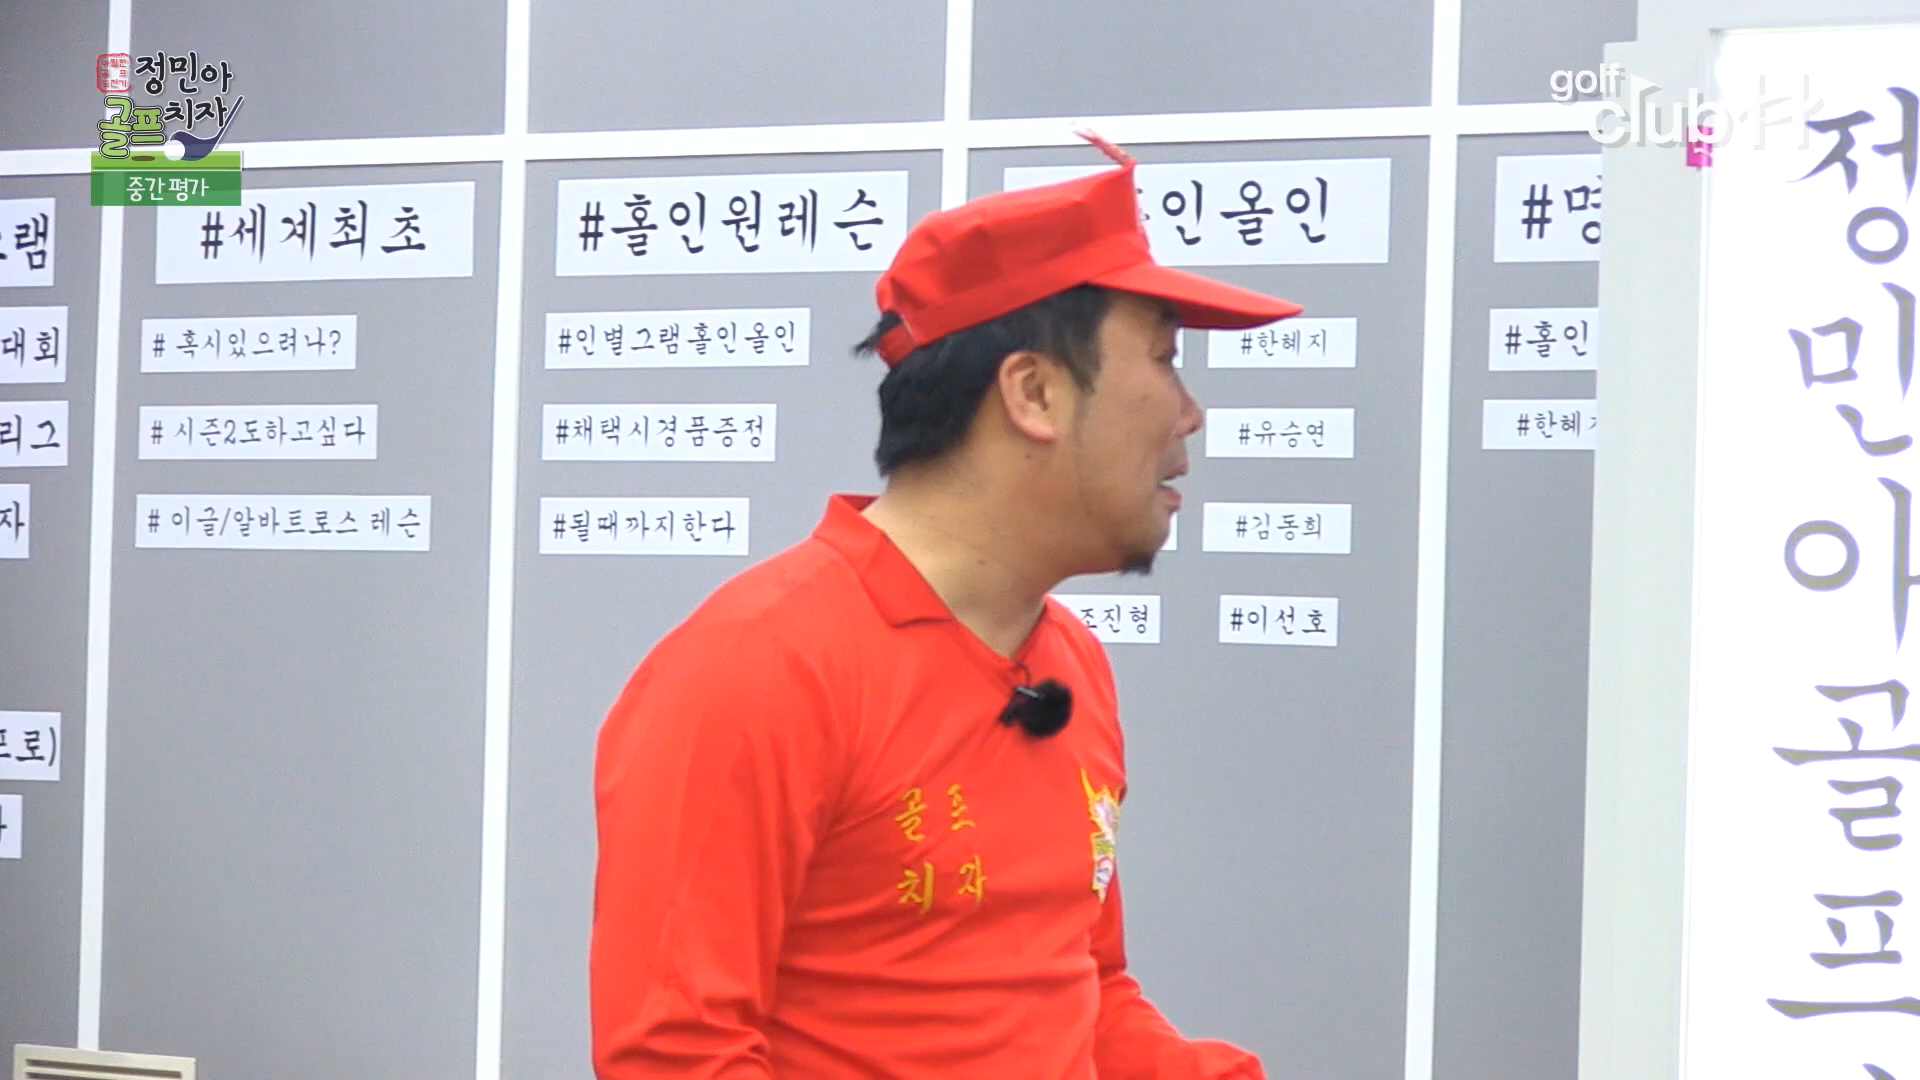 정민아
골프치자
중간평가
golf
club
램
#세계최초
#홀인원레슨
인올인
대회
# 혹시있으려나?
#인별그램홀인올인
#한혜지
#홀인
리그
# 시즌2도하고싶다
#채택시경품증정
#유승연
#한혜
자
# 이글/알바트로스 레슨
#될때까지한다
#김동희
조진형
#이선호
프로)
골프
치자
정민아골프